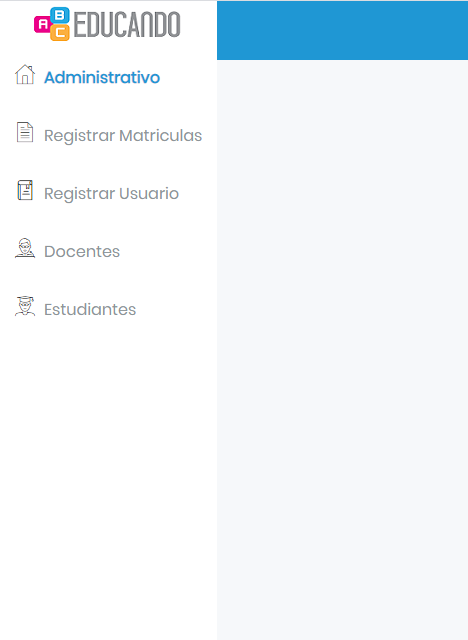 ABC EDUCANDO
Administrativo
Registrar Matriculas
Registrar Usuario
Docentes
Estudiantes